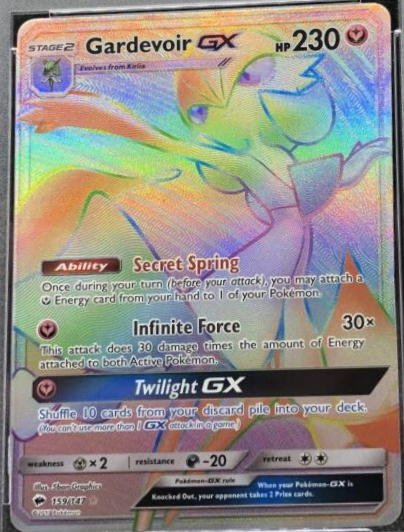 STAGE 2 Gardevoir GX HP 230
Evolves from Kirlia
Ability Secret Spring
Once during your turn (before your attack), you may attach a
Energy card from your hand to 1 of your Pokémon.
Infinite Force 30×
This attack does 30 damage times the amount of Energy
attached to both Active Pokémon.
Twilight GX
Shuffle 10 cards from your discard pile into your deck.
(You can't use more than 1 GX attack in a game.)
weakness ×2 resistance -20 retreat
Pokémon-GX rule
When your Pokémon-GX is
Knocked Out, your opponent takes 2 Prize cards.
Illus. 5ban Graphics
159/147
©2017 Pokémon